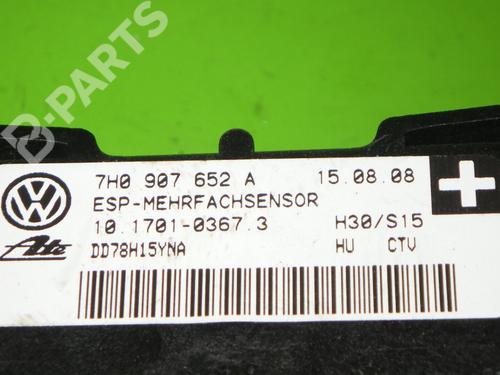 B-PARTS
7H0 907 652 A 15.08.08
ESP-MEHRFACHSENSOR
10.1701-0367.3 H30/S15
Ate DD78H15YNA HU CTV